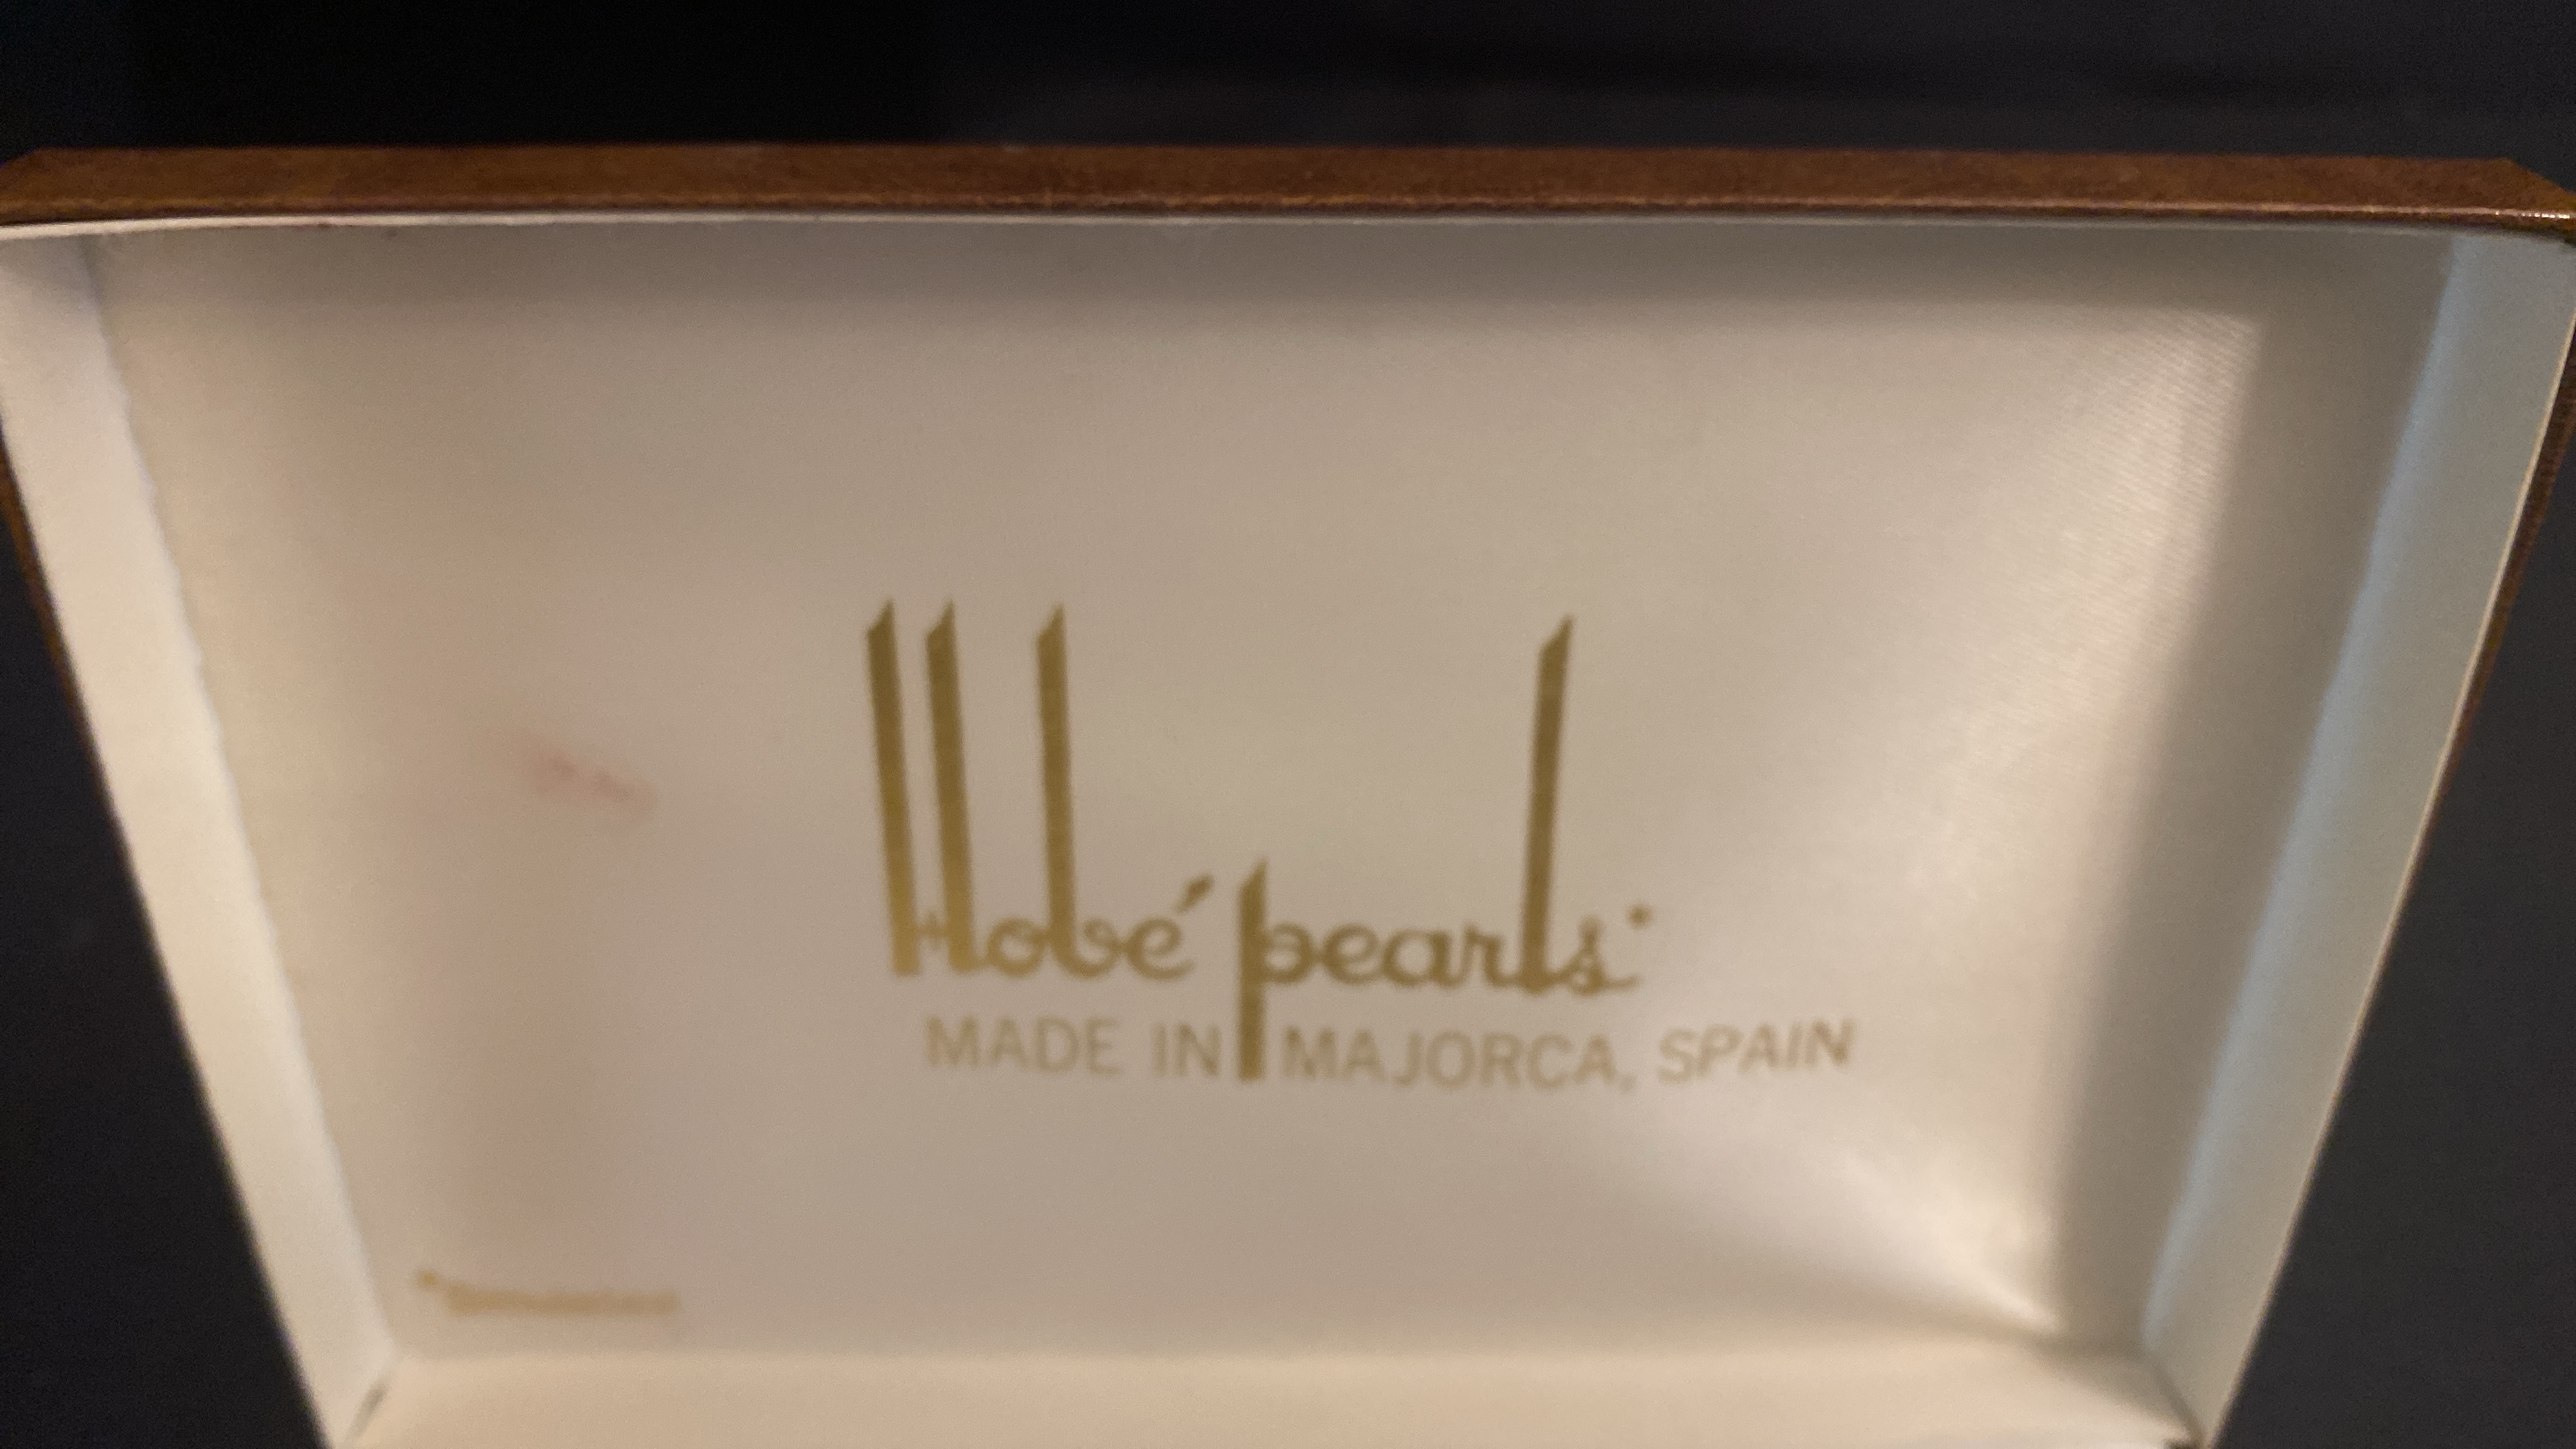 Hobé pearls*
MADE IN MAJORCA, SPAIN